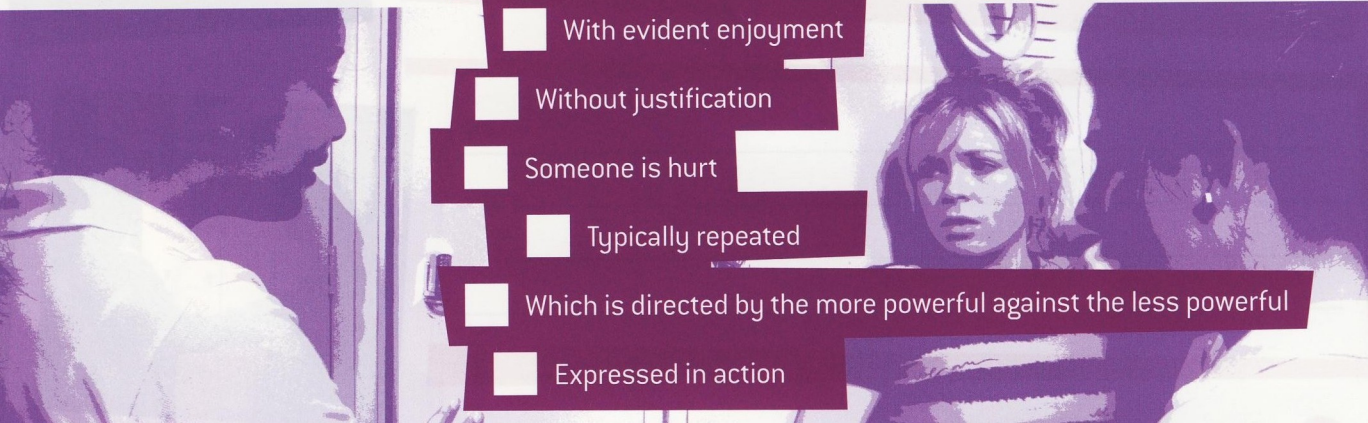 With evident enjoyment
Without justification
Someone is hurt
Typically repeated
Which is directed by the more powerful against the less powerful
Expressed in action